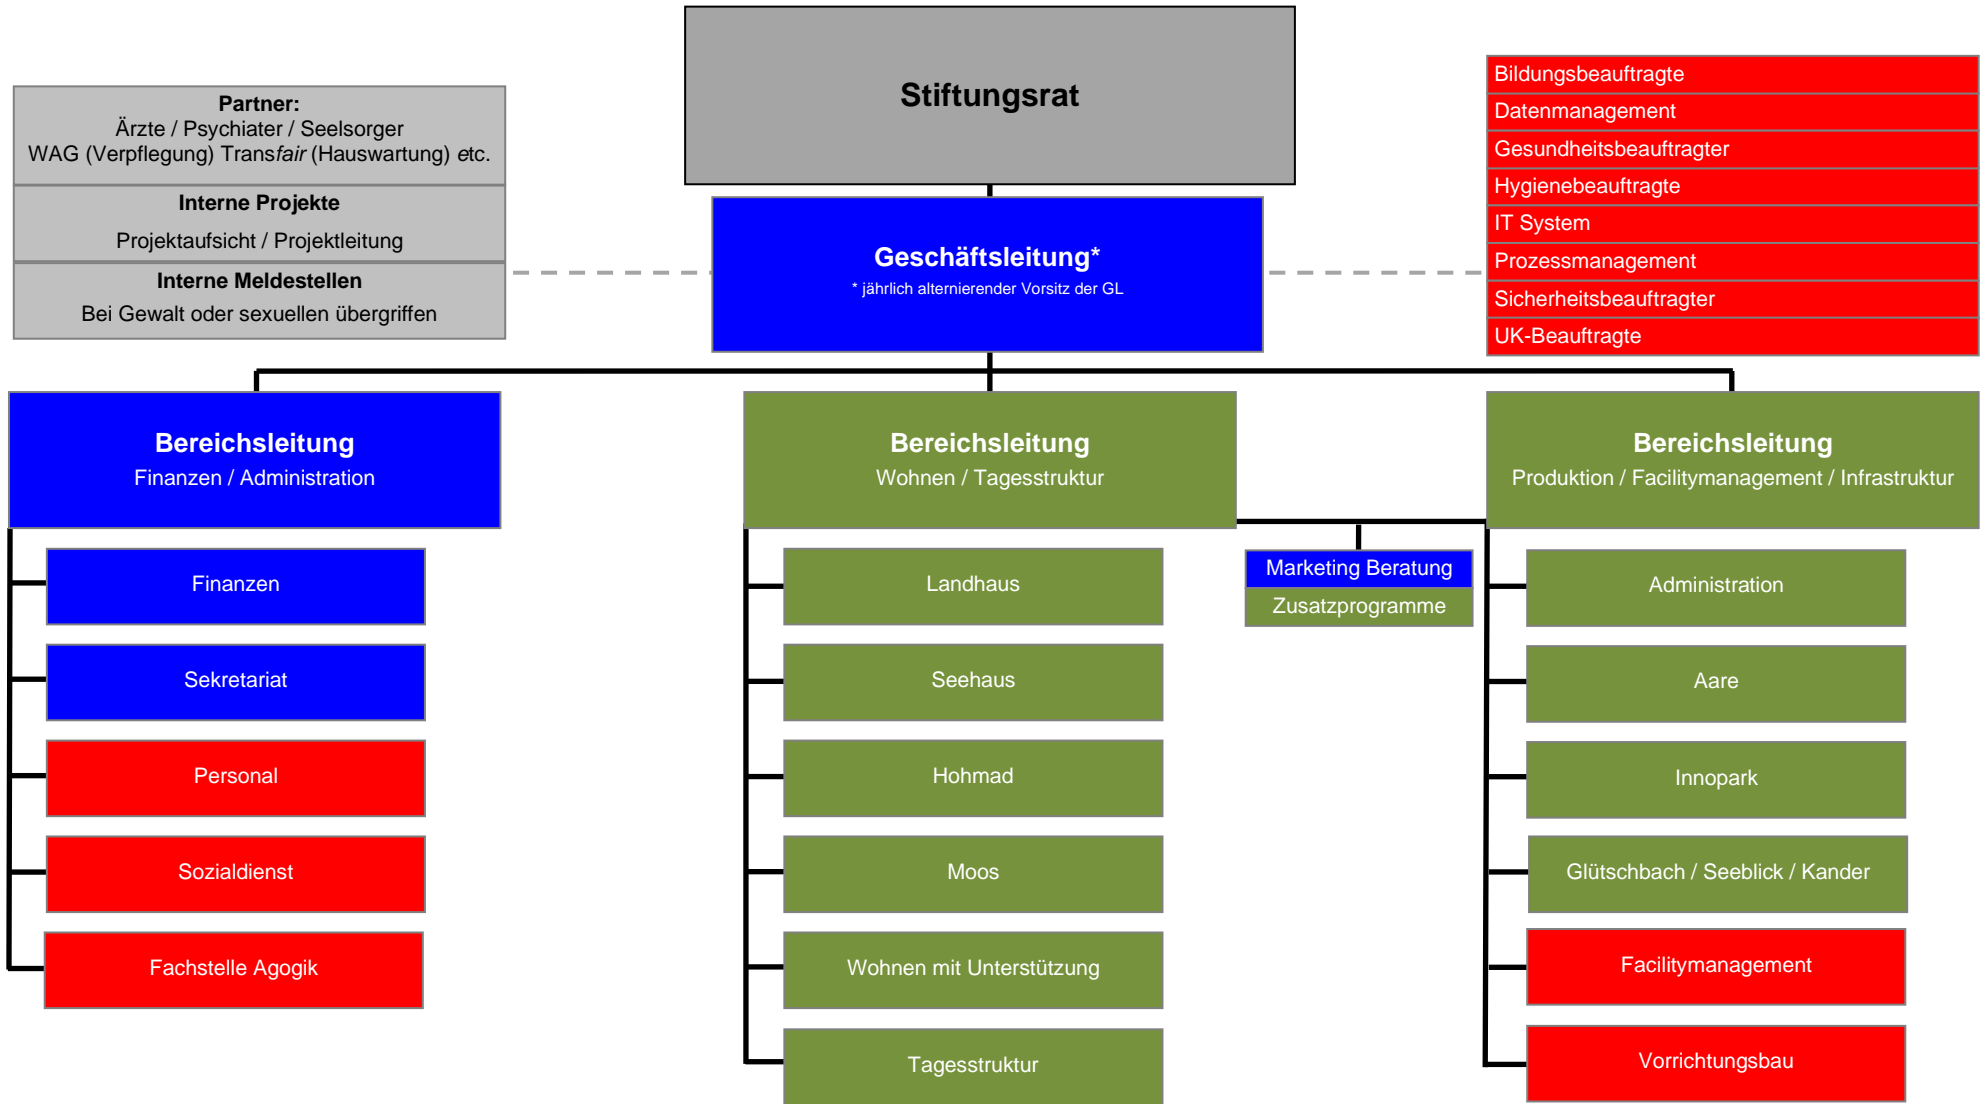 Stiftungsrat
Partner:
Ärzte / Psychiater / Seelsorger
WAG (Verpflegung) Transfair (Hauswartung) etc.
Interne Projekte
Projektaufsicht / Projektleitung
Interne Meldestellen
Bei Gewalt oder sexuellen übergriffen
Geschäftsleitung*
* jährlich alternierender Vorsitz der GL
Bildungsbeauftragte
Datenmanagement
Gesundheitsbeauftragter
Hygienebeauftragte
IT System
Prozessmanagement
Sicherheitsbeauftragter
UK-Beauftragte
Bereichsleitung
Finanzen / Administration
Finanzen
Sekretariat
Personal
Sozialdienst
Fachstelle Agogik
Bereichsleitung
Wohnen / Tagesstruktur
Landhaus
Seehaus
Hohmad
Moos
Wohnen mit Unterstützung
Tagesstruktur
Marketing Beratung
Zusatzprogramme
Bereichsleitung
Produktion / Facilitymanagement / Infrastruktur
Administration
Aare
Innopark
Glütschbach / Seeblick / Kander
Facilitymanagement
Vorrichtungsbau